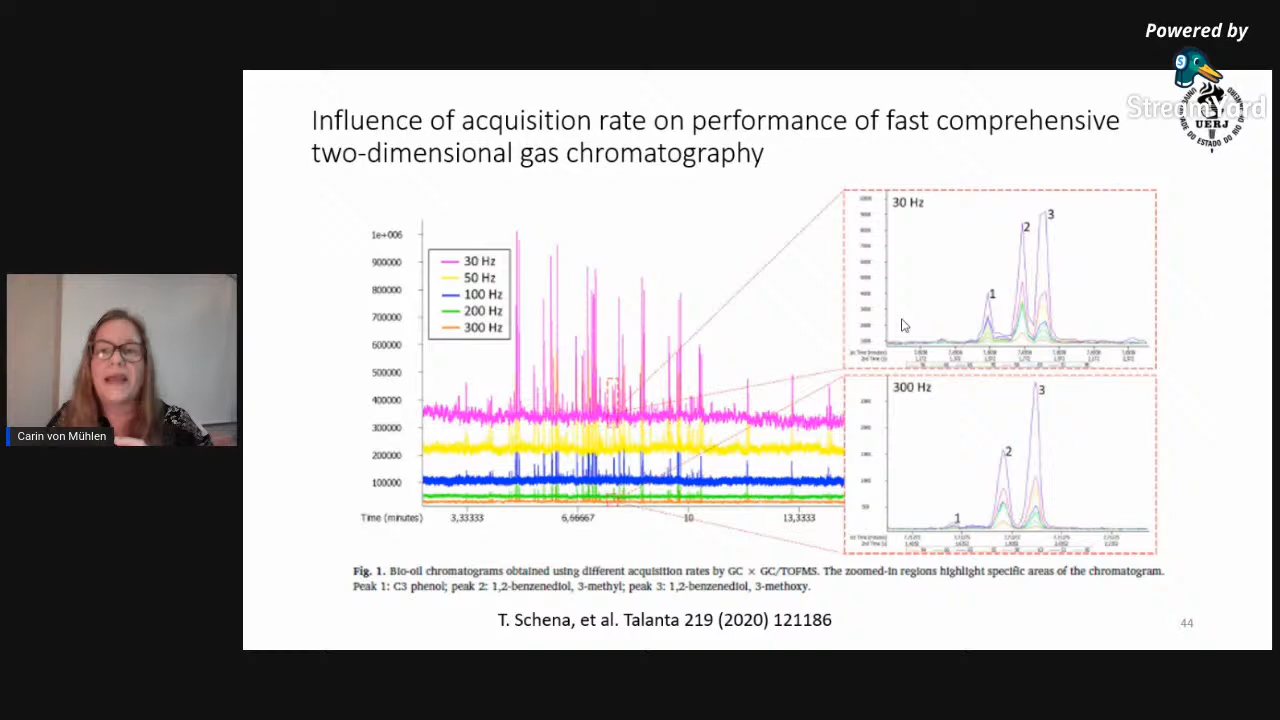 Powered by
StreamYard
UERJ
Influence of acquisition rate on performance of fast comprehensive
two-dimensional gas chromatography
30 Hz
1
2
3
1e+006
900000
800000
700000
600000
500000
400000
300000
200000
100000
30 Hz
50 Hz
100 Hz
200 Hz
300 Hz
300 Hz
1
2
3
Time (minutes)
3,33333
6,66667
10
13,3333
Carin von Mühlen
Fig. 1. Bio-oil chromatograms obtained using different acquisition rates by GC × GC/TOFMS. The zoomed-in regions highlight specific areas of the chromatogram.
Peak 1: C3 phenol; peak 2: 1,2-benzenediol, 3-methyl; peak 3: 1,2-benzenediol, 3-methoxy.
T. Schena, et al. Talanta 219 (2020) 121186
44